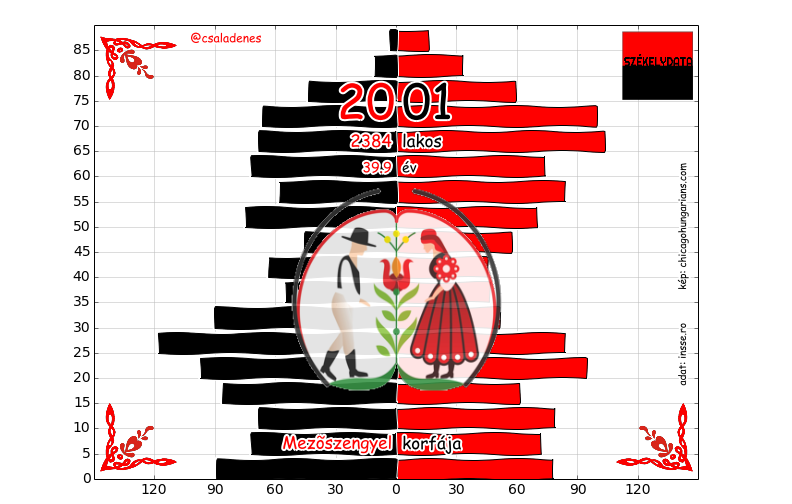 @csaladenes
SZÉKELYDATA
2001
2384 lakos
39.9 év
kép: chicagohungarians.com
adat: insse.ro
Mezõszengyel korfája
85
80
75
70
65
60
55
50
45
40
35
30
25
20
15
10
5
0
120 90 60 30 0 30 60 90 120